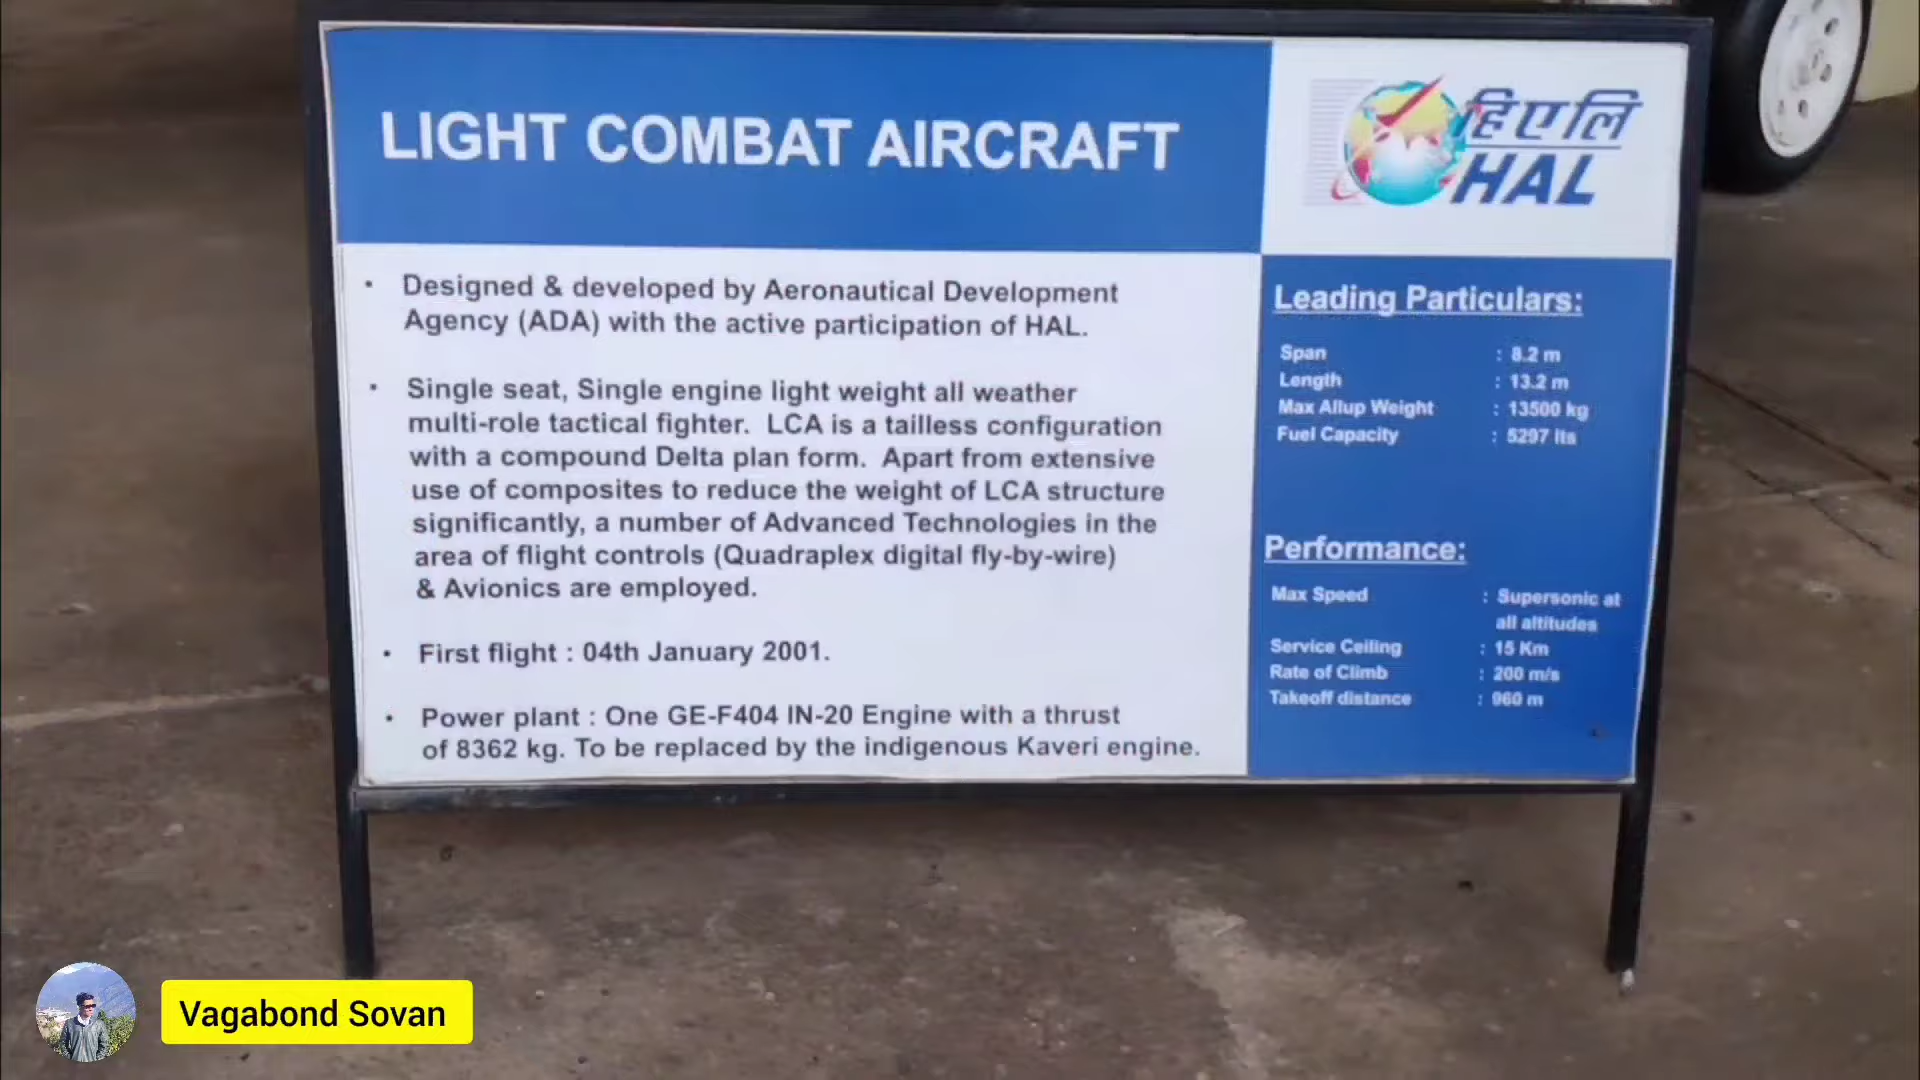 LIGHT COMBAT AIRCRAFT
हिएलि
HAL
• Designed & developed by Aeronautical Development
Agency (ADA) with the active participation of HAL.
• Single seat, Single engine light weight all weather
multi-role tactical fighter. LCA is a tailless configuration
with a compound Delta plan form. Apart from extensive
use of composites to reduce the weight of LCA structure
significantly, a number of Advanced Technologies in the
area of flight controls (Quadraplex digital fly-by-wire)
& Avionics are employed.
• First flight : 04th January 2001.
• Power plant : One GE-F404 IN-20 Engine with a thrust
of 8362 kg. To be replaced by the indigenous Kaveri engine.
Leading Particulars:
Span : 8.2 m
Length : 13.2 m
Max Allup Weight : 13500 kg
Fuel Capacity : 5297 lts
Performance:
Max Speed : Supersonic at
all altitudes
Service Ceiling : 15 Km
Rate of Climb : 200 m/s
Takeoff distance : 960 m
Vagabond Sovan